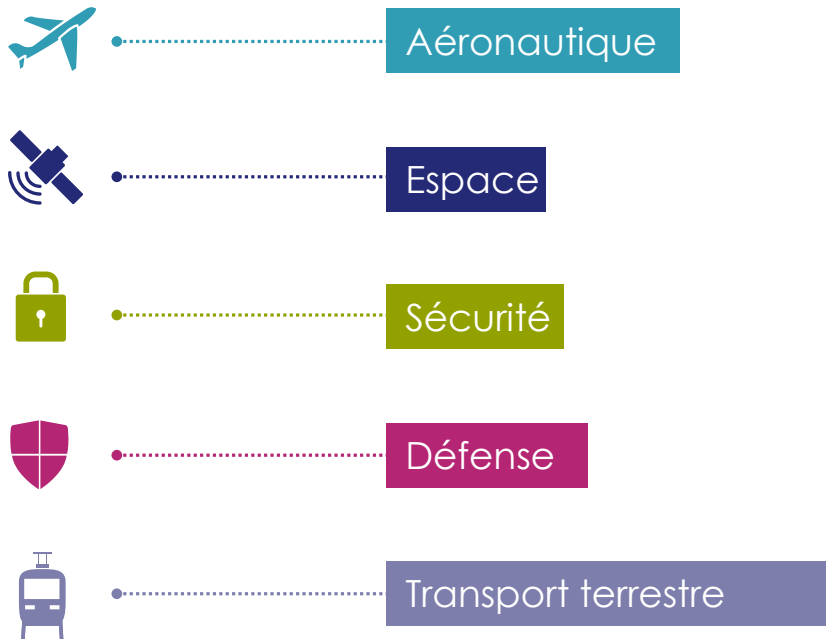 Aéronautique
Espace
Sécurité
Défense
Transport terrestre